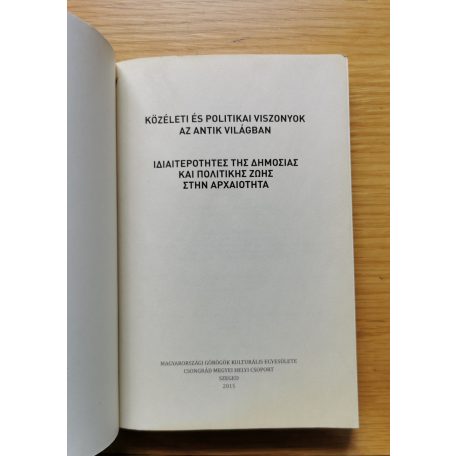 KÖZÉLETI ÉS POLITIKAI VISZONYOK
AZ ANTIK VILÁGBAN
ΙΔΙΑΙΤΕΡΟΤΗΤΕΣ ΤΗΣ ΔΗΜΟΣΙΑΣ
ΚΑΙ ΠΟΛΙΤΙΚΗΣ ΖΩΗΣ
ΣΤΗΝ ΑΡΧΑΙΟΤΗΤΑ
MAGYARORSZÁGI GÖRÖGÖK KULTURÁLIS EGYESÜLETE
CSONGRÁD MEGYEI HELYI CSOPORT
SZEGED
2015